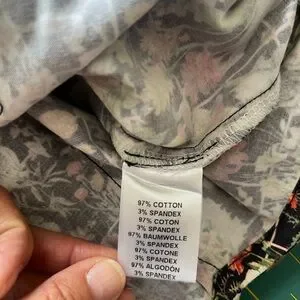 97% COTTON
3% SPANDEX
97% COTON
3% SPANDEX
97% BAUMWOLLE
3% SPANDEX
97% COTONE
3% SPANDEX
97% ALGODÓN
3% SPANDEX